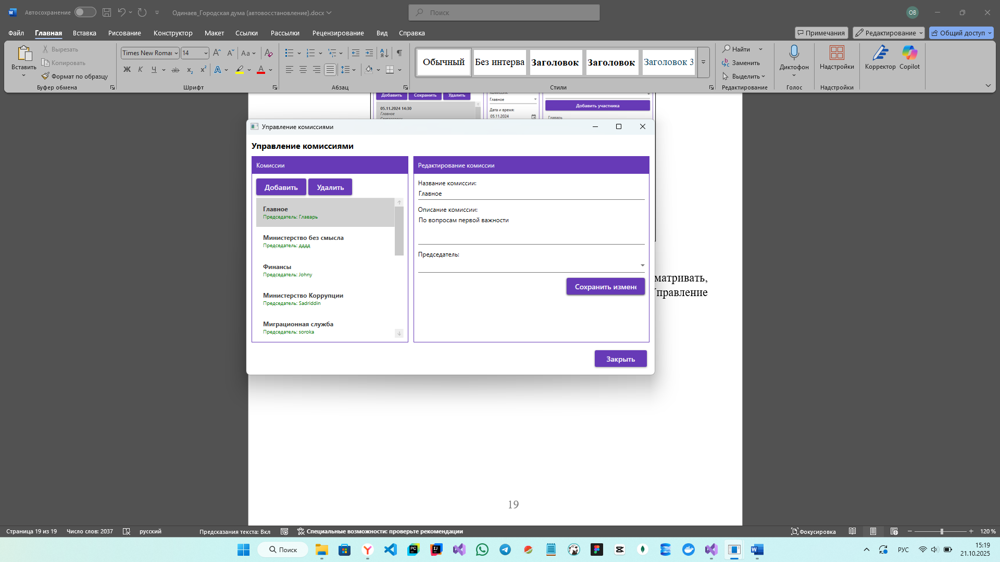 Автосохранение
Одинаев_Городская дума (автовосстановление).docx
Поиск
ОВ
Файл
Главная
Вставка
Рисование
Конструктор
Макет
Ссылки
Рассылки
Рецензирование
Вид
Справка
Примечания
Редактирование
Общий доступ
Вставить
Вырезать
Копировать
Формат по образцу
Буфер обмена
Times New Roman
14
Aa
Ж К Ч ab x₂ x²
Шрифт
Абзац
Обычный
Без интерва
Заголовок
Заголовок
Заголовок 3
Стили
Найти
Заменить
Выделить
Редактирование
Диктофон
Голос
Надстройки
Надстройки
Корректор
Copilot
Добавить
Сохранить
Удалить
05.11.2024 14:30
Главное
Главное
Дата и время:
05.11.2024
Добавить участника
Главарь
Управление комиссиями
Управление комиссиями
Комиссии
Добавить
Удалить
Главное
Председатель: Главарь
Министерство без смысла
Председатель: дддд
Финансы
Председатель: Johny
Министерство Коррупции
Председатель: Sadriddin
Миграционная служба
Председатель: soroka
Редактирование комиссии
Название комиссии:
Главное
Описание комиссии:
По вопросам первой важности
Председатель:
Сохранить измене
Закрыть
матривать,
Управление
19
Страница 19 из 19
Число слов: 2037
русский
Предсказания текста: Вкл
Специальные возможности: проверьте рекомендации
Фокусировка
120 %
Поиск
РУС
15:19
21.10.2025